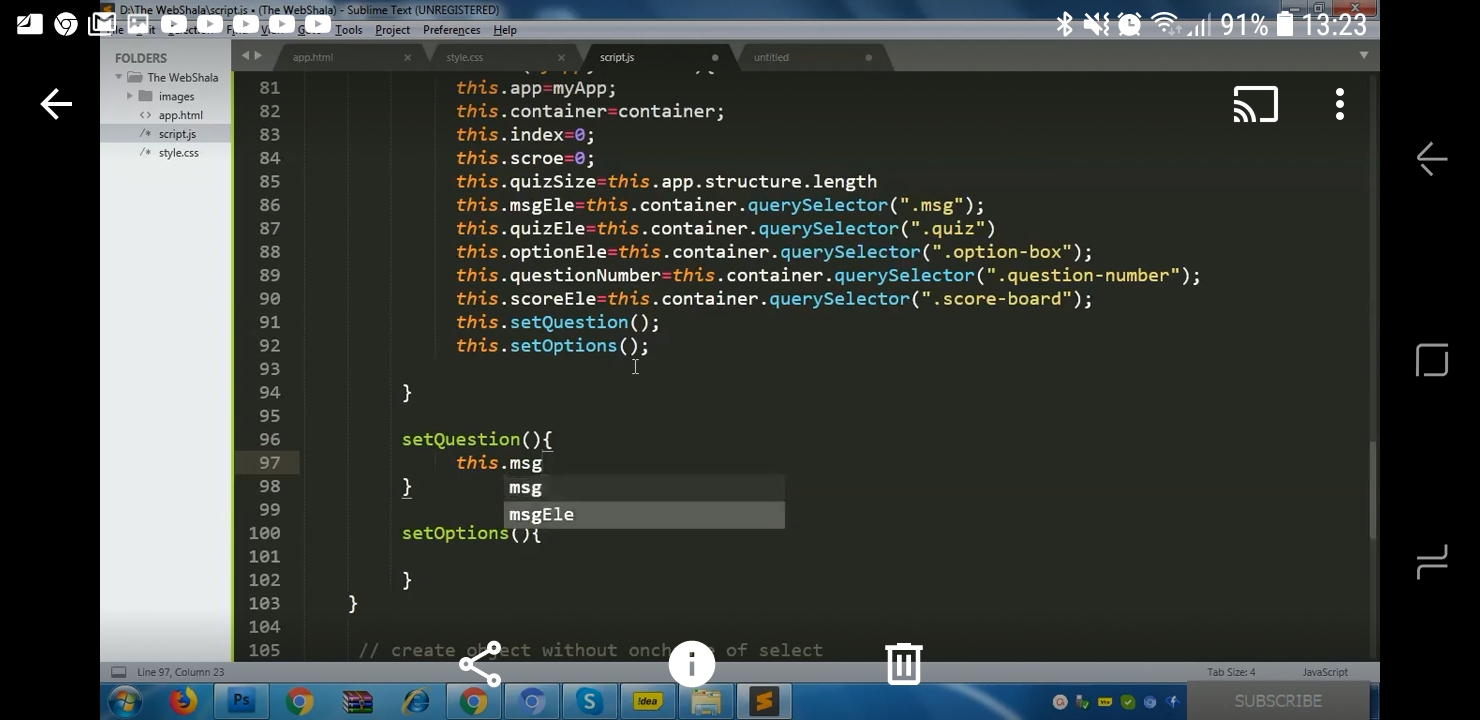 D:\The WebShala\script.js • (The WebShala) - Sublime Text (UNREGISTERED)
91% 13:23
Tools Project Preferences Help
FOLDERS
The WebShala
images
app.html
script.js
style.css
app.html style.css script.js untitled
81 this.app=myApp;
82 this.container=container;
83 this.index=0;
84 this.scroe=0;
85 this.quizSize=this.app.structure.length
86 this.msgEle=this.container.querySelector(".msg");
87 this.quizEle=this.container.querySelector(".quiz")
88 this.optionEle=this.container.querySelector(".option-box");
89 this.questionNumber=this.container.querySelector(".question-number");
90 this.scoreEle=this.container.querySelector(".score-board");
91 this.setQuestion();
92 this.setOptions();
93
94 }
95
96 setQuestion(){
97 this.msg
98 }
msg
99
msgEle
100 setOptions(){
101
102 }
103 }
104
105 // create object without onch e of select
Line 97, Column 23
Tab Size: 4 JavaScript
Ps
idea
SUBSCRIBE